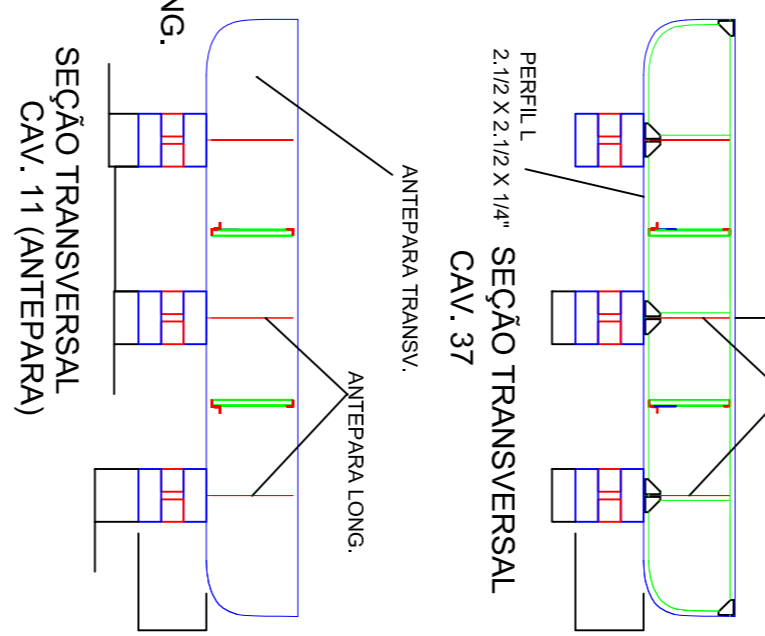 NG.
PERFIL L
2.1/2 X 2.1/2 X 1/4"
SEÇÃO TRANSVERSAL
CAV. 37
ANTEPARA TRANSV.
ANTEPARA LONG.
SEÇÃO TRANSVERSAL
CAV. 11 (ANTEPARA)